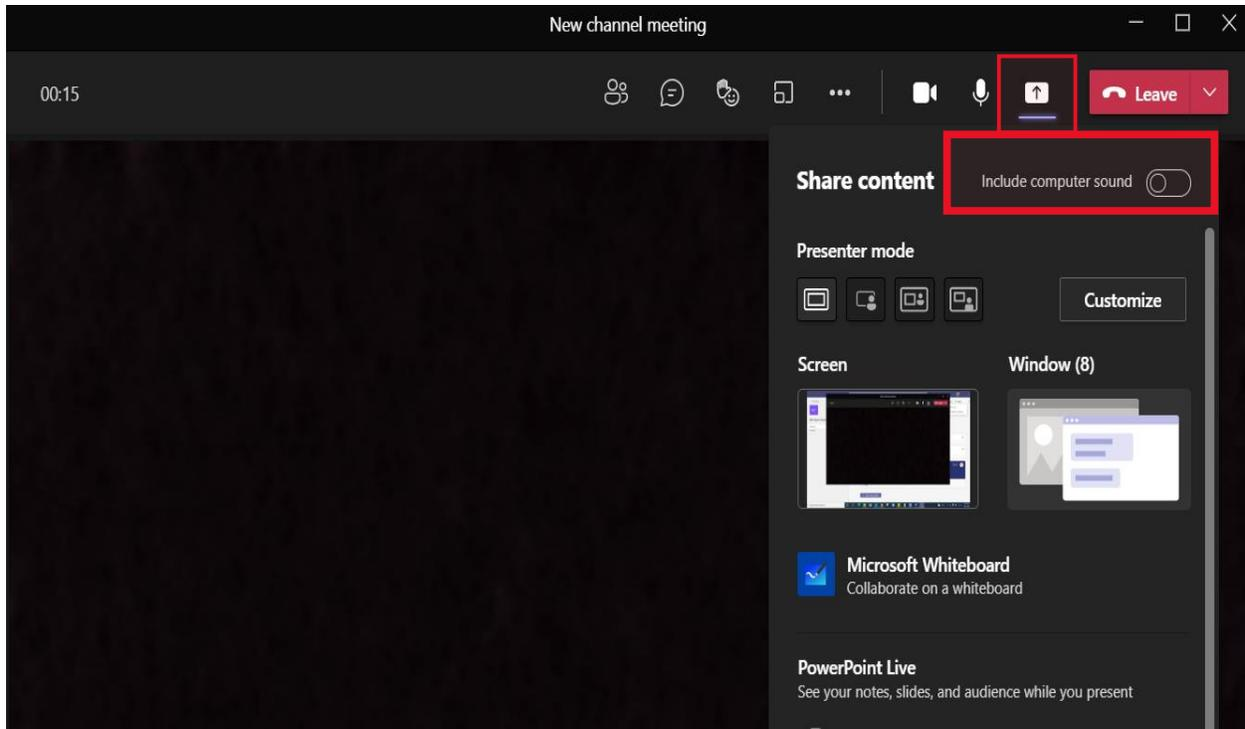 New channel meeting
00:15
Leave
Share content
Include computer sound
Presenter mode
Customize
Screen
Window (8)
Microsoft Whiteboard
Collaborate on a whiteboard
PowerPoint Live
See your notes, slides, and audience while you present